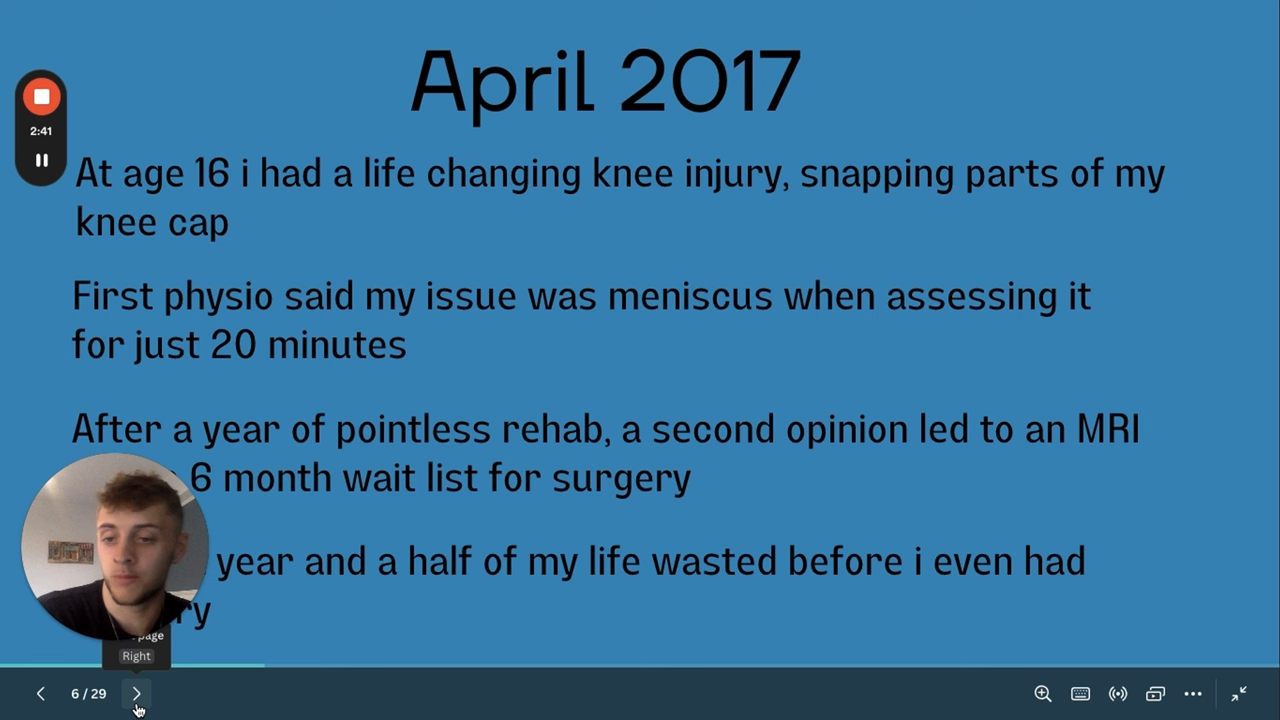 April 2017
2:41
At age 16 i had a life changing knee injury, snapping parts of my
knee cap
First physio said my issue was meniscus when assessing it
for just 20 minutes
After a year of pointless rehab, a second opinion led to an MRI
6 month wait list for surgery
year and a half of my life wasted before i even had
ry
page
Right
6 / 29